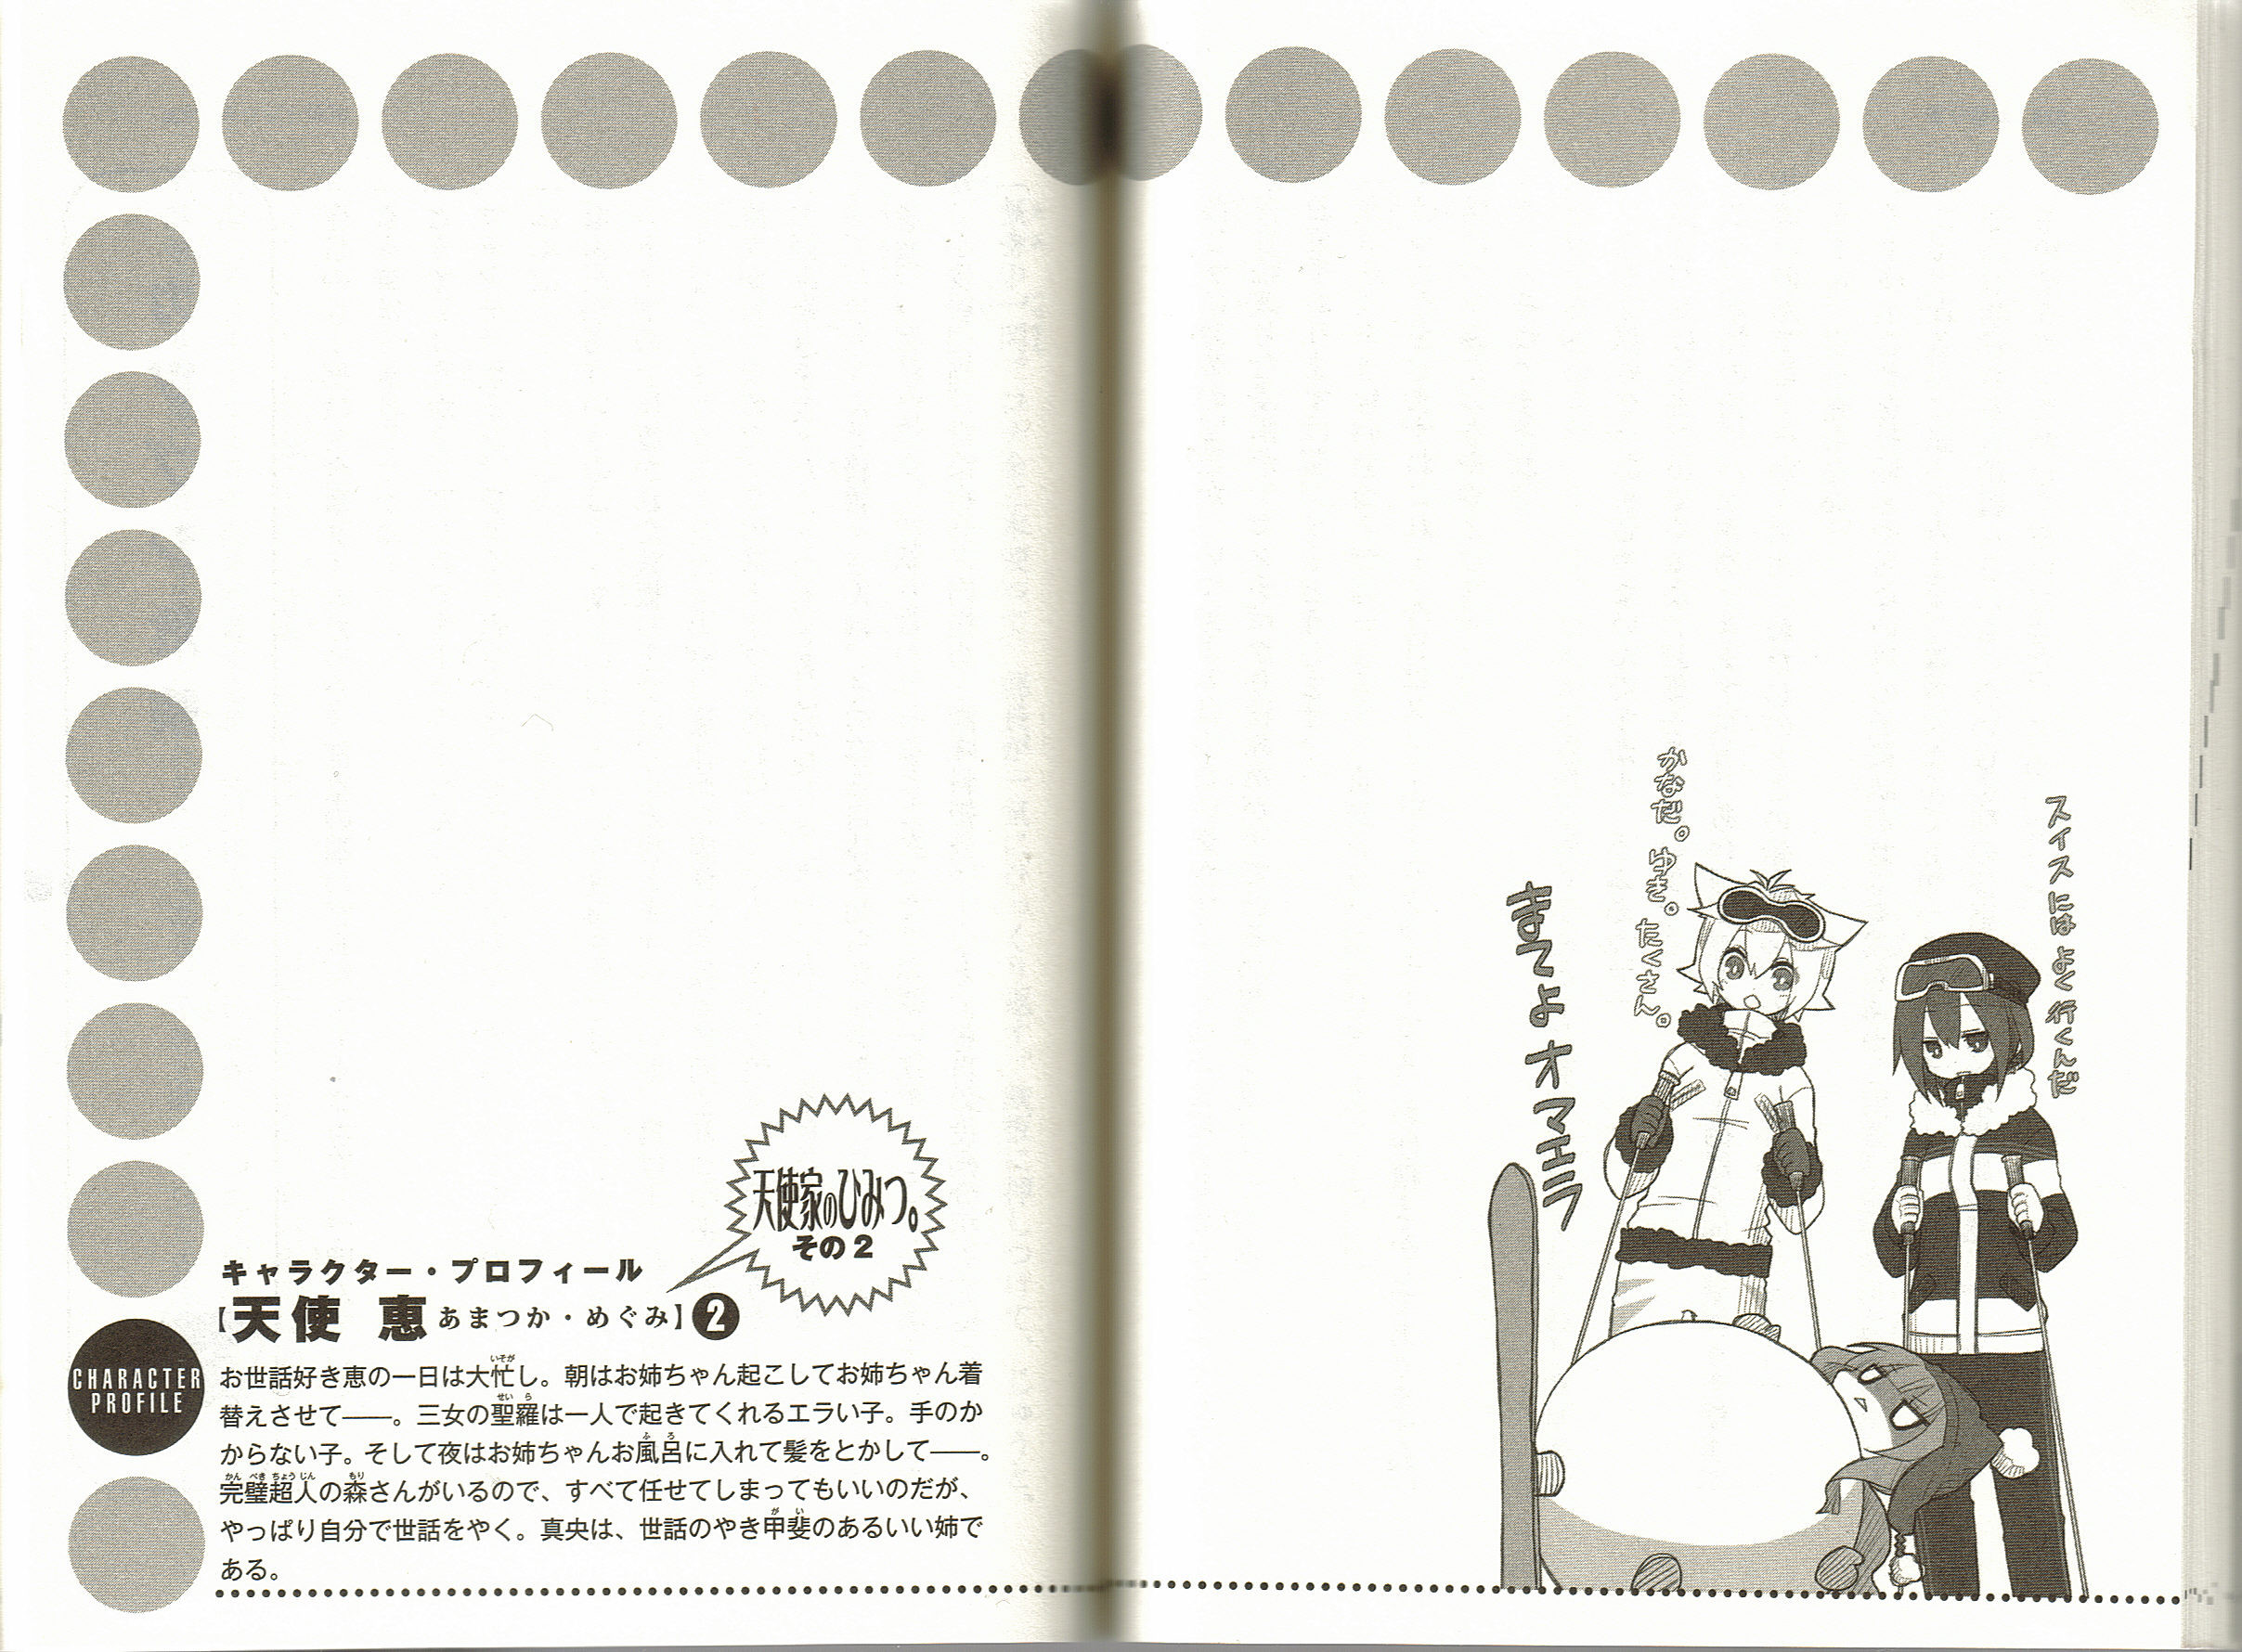 スイスにはよく行くんだ
かなだ。ゆき。たくさん。
まてよオマエラ
天使家のひみつ。
その2
キャラクター・プロフィール
【天使 恵 あまつか・めぐみ】❷
CHARACTER
PROFILE
お世話好き恵の一日は大忙し。朝はお姉ちゃん起こしてお姉ちゃん着
替えさせて――。三女の聖羅は一人で起きてくれるエラい子。手のか
からない子。そして夜はお姉ちゃんお風呂に入れて髪をとかして――。
完璧超人の森さんがいるので、すべて任せてしまってもいいのだが、
やっぱり自分で世話をやく。真央は、世話のやき甲斐のあるいい姉で
ある。